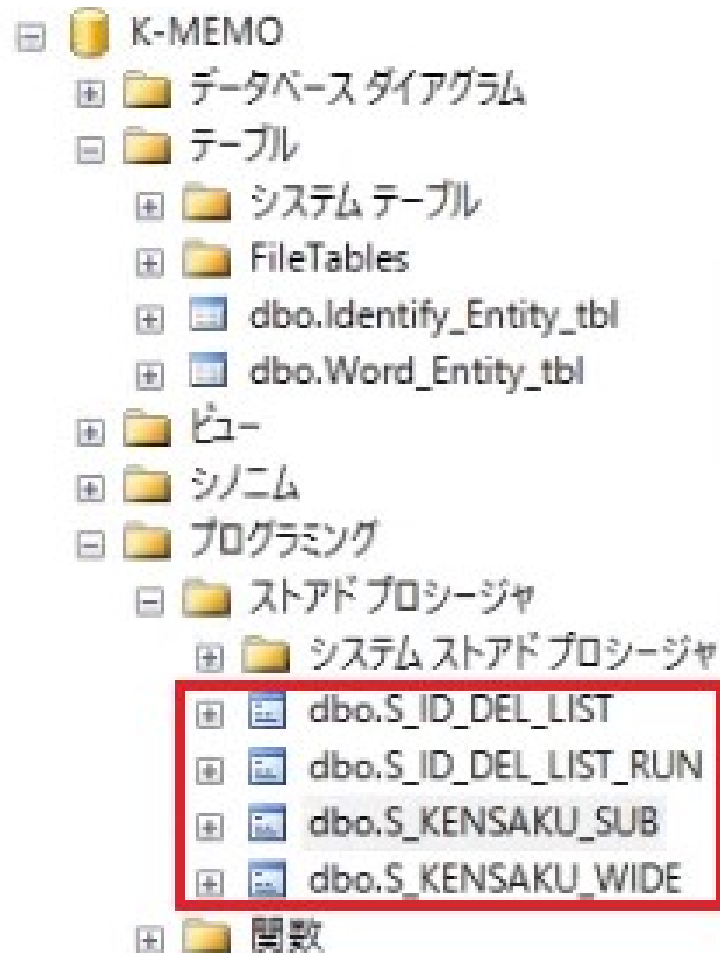 K-MEMO
データベース ダイアグラム
テーブル
システム テーブル
FileTables
dbo.Identify_Entity_tbl
dbo.Word_Entity_tbl
ビュー
シノニム
プログラミング
ストアド プロシージャ
システム ストアド プロシージャ
dbo.S_ID_DEL_LIST
dbo.S_ID_DEL_LIST_RUN
dbo.S_KENSAKU_SUB
dbo.S_KENSAKU_WIDE
関数